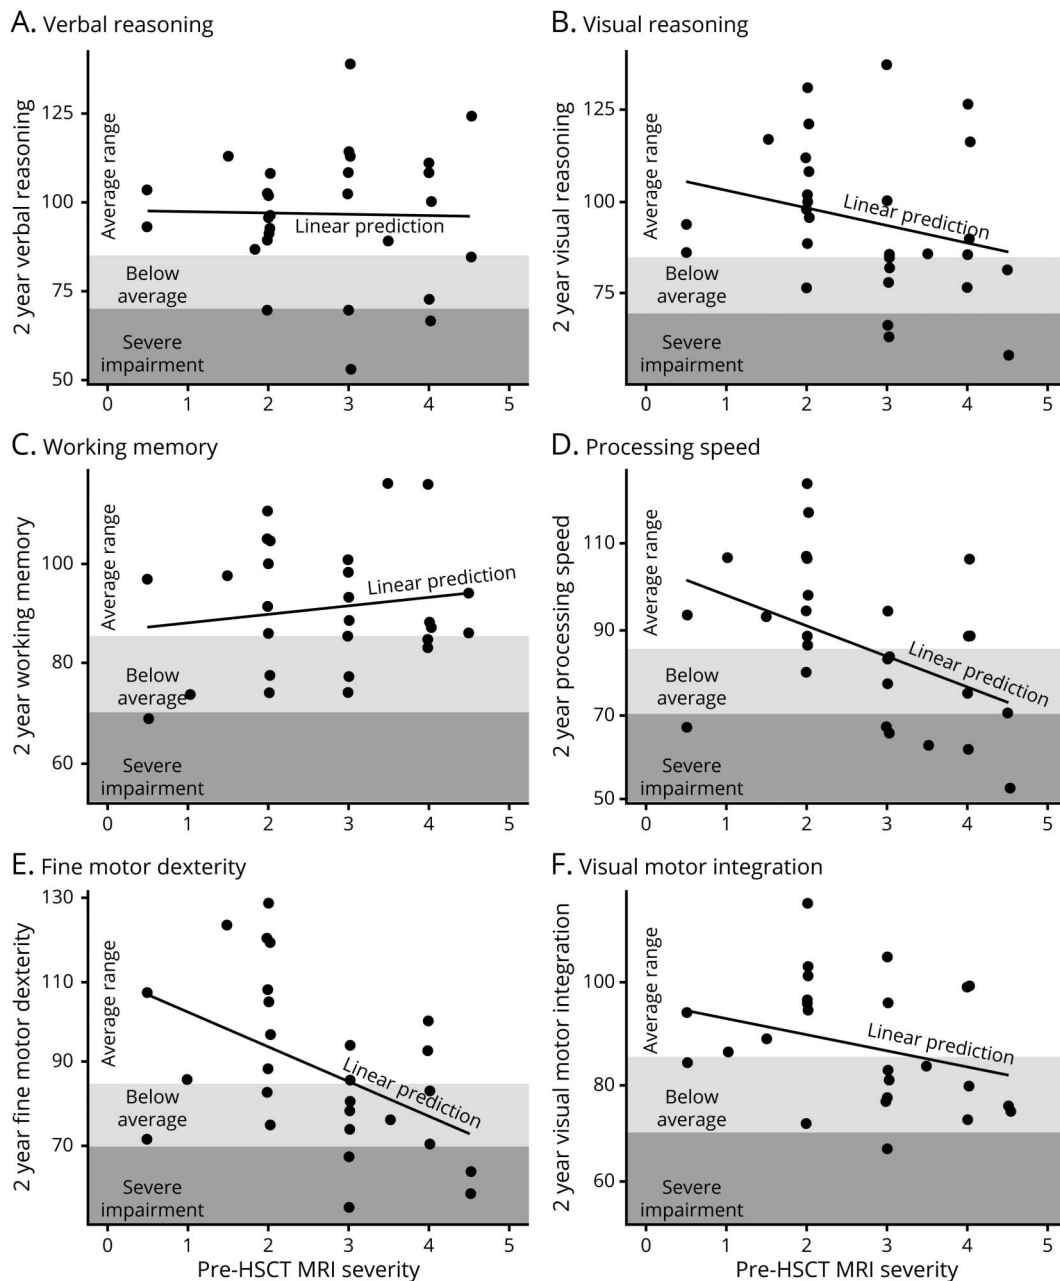 A. Verbal reasoning
2 year verbal reasoning
125
100
75
50
Average range
Linear prediction
Below
average
Severe
impairment
0 1 2 3 4 5
B. Visual reasoning
2 year visual reasoning
125
100
75
Average range
Linear prediction
Below
average
Severe
impairment
0 1 2 3 4 5
C. Working memory
2 year working memory
100
80
60
Average range
Linear prediction
Below
average
Severe
impairment
0 1 2 3 4 5
D. Processing speed
2 year processing speed
110
90
70
50
Average range
Linear prediction
Below
average
Severe
impairment
0 1 2 3 4 5
E. Fine motor dexterity
2 year fine motor dexterity
130
110
90
70
Average range
Linear prediction
Below
average
Severe
impairment
0 1 2 3 4 5
Pre-HSCT MRI severity
F. Visual motor integration
2 year visual motor integration
100
80
60
Average range
Linear prediction
Below
average
Severe
impairment
0 1 2 3 4 5
Pre-HSCT MRI severity